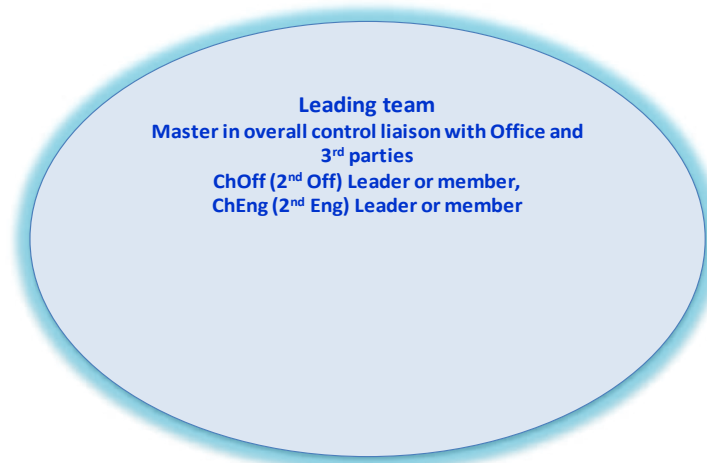 Leading team
Master in overall control liaison with Office and
3rd parties
ChOff (2nd Off) Leader or member,
ChEng (2nd Eng) Leader or member